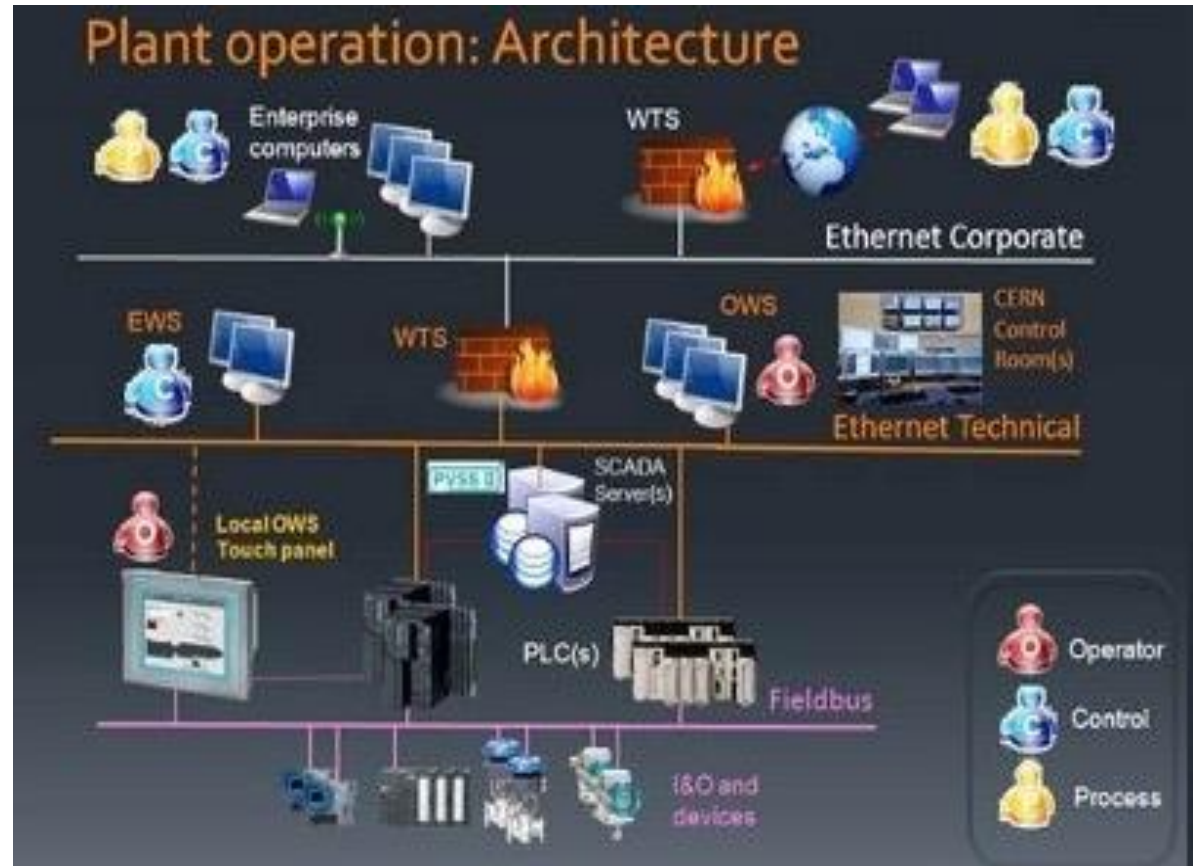 Plant operation: Architecture
Enterprise
computers
WTS
P
C
P
C
Ethernet Corporate
EWS
C
WTS
OWS
O
CERN
Control
Room(s)
Ethernet Technical
PVSS II
SCADA
Server(s)
O
Local OWS
Touch panel
PLC(s)
Fieldbus
I&O and
devices
O
Operator
C
Control
P
Process